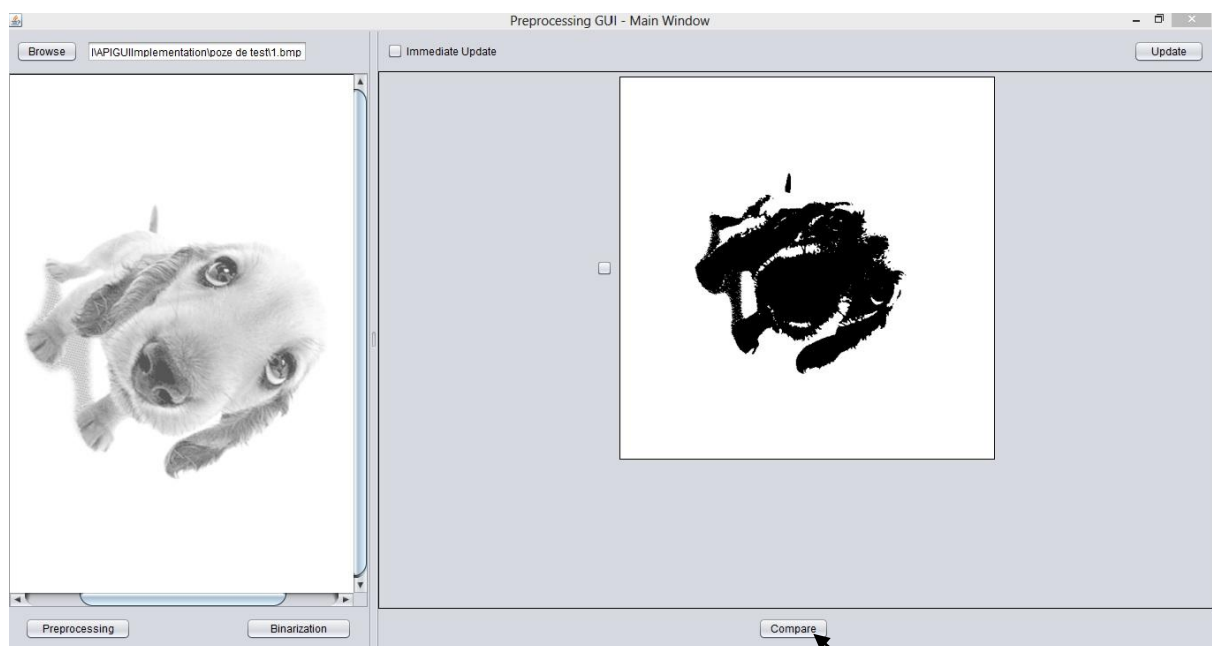 Preprocessing GUI - Main Window
Browse
I\APIGUIImplementation\poze de test\1.bmp
Immediate Update
Update
Preprocessing
Binarization
Compare